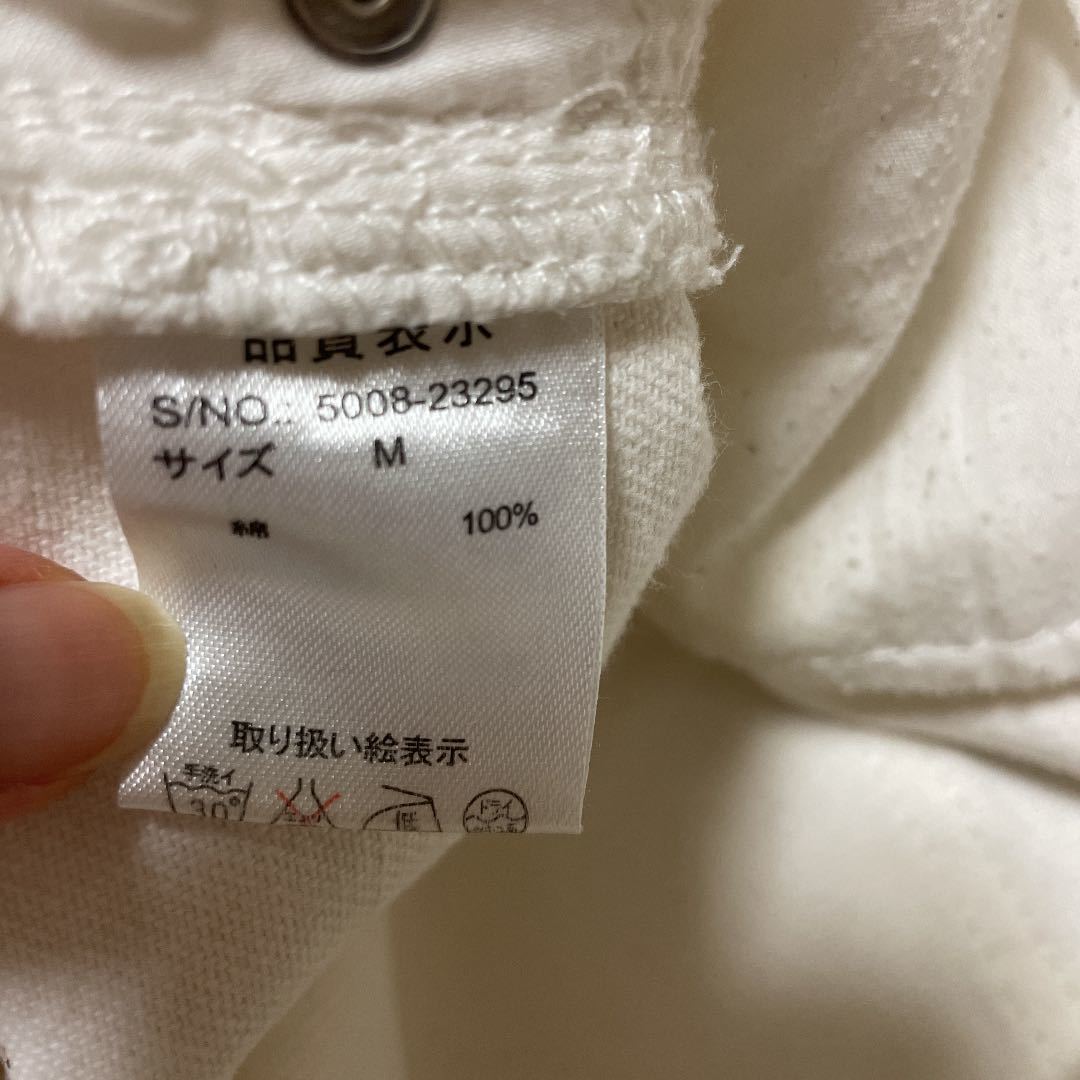 品質表示
S/NO.: 5008-23295
サイズ M
綿 100%
取り扱い絵表示
手洗イ
30° 低 ドライ